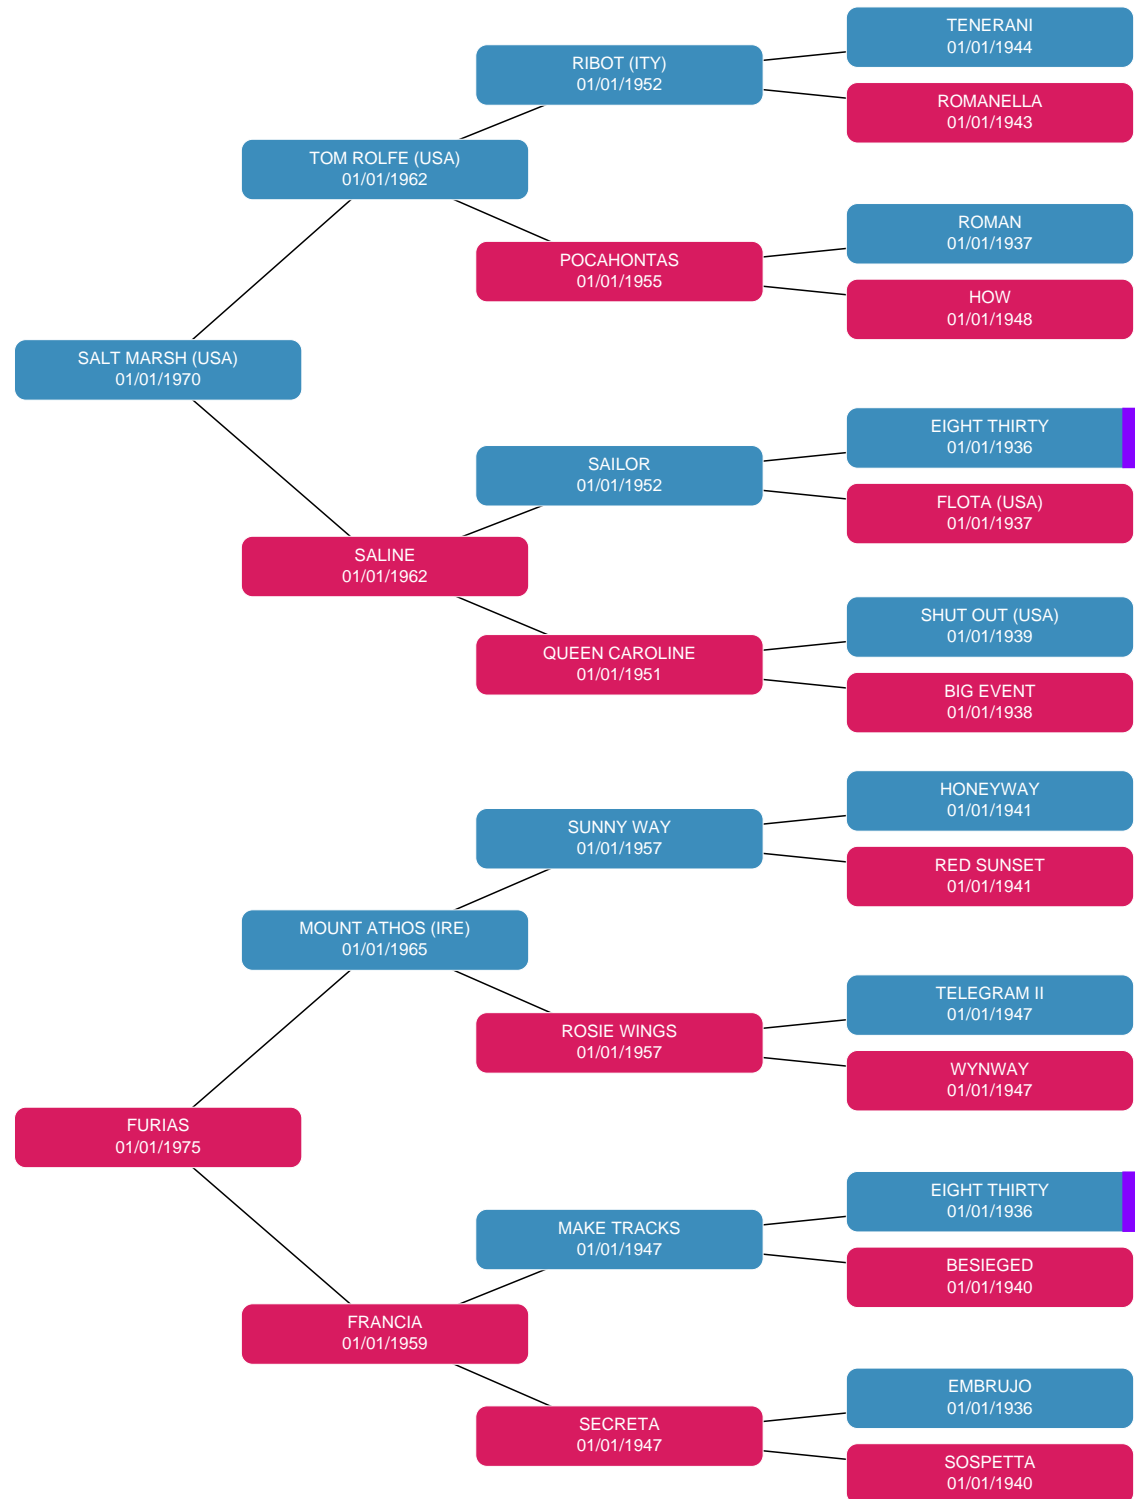 TENERANI
01/01/1944
RIBOT (ITY)
01/01/1952
ROMANELLA
01/01/1943
TOM ROLFE (USA)
01/01/1962
ROMAN
01/01/1937
POCAHONTAS
01/01/1955
HOW
01/01/1948
SALT MARSH (USA)
01/01/1970
EIGHT THIRTY
01/01/1936
SAILOR
01/01/1952
FLOTA (USA)
01/01/1937
SALINE
01/01/1962
SHUT OUT (USA)
01/01/1939
QUEEN CAROLINE
01/01/1951
BIG EVENT
01/01/1938
HONEYWAY
01/01/1941
SUNNY WAY
01/01/1957
RED SUNSET
01/01/1941
MOUNT ATHOS (IRE)
01/01/1965
TELEGRAM II
01/01/1947
ROSIE WINGS
01/01/1957
WYNWAY
01/01/1947
FURIAS
01/01/1975
EIGHT THIRTY
01/01/1936
MAKE TRACKS
01/01/1947
BESIEGED
01/01/1940
FRANCIA
01/01/1959
EMBRUJO
01/01/1936
SECRETA
01/01/1947
SOSPETTA
01/01/1940